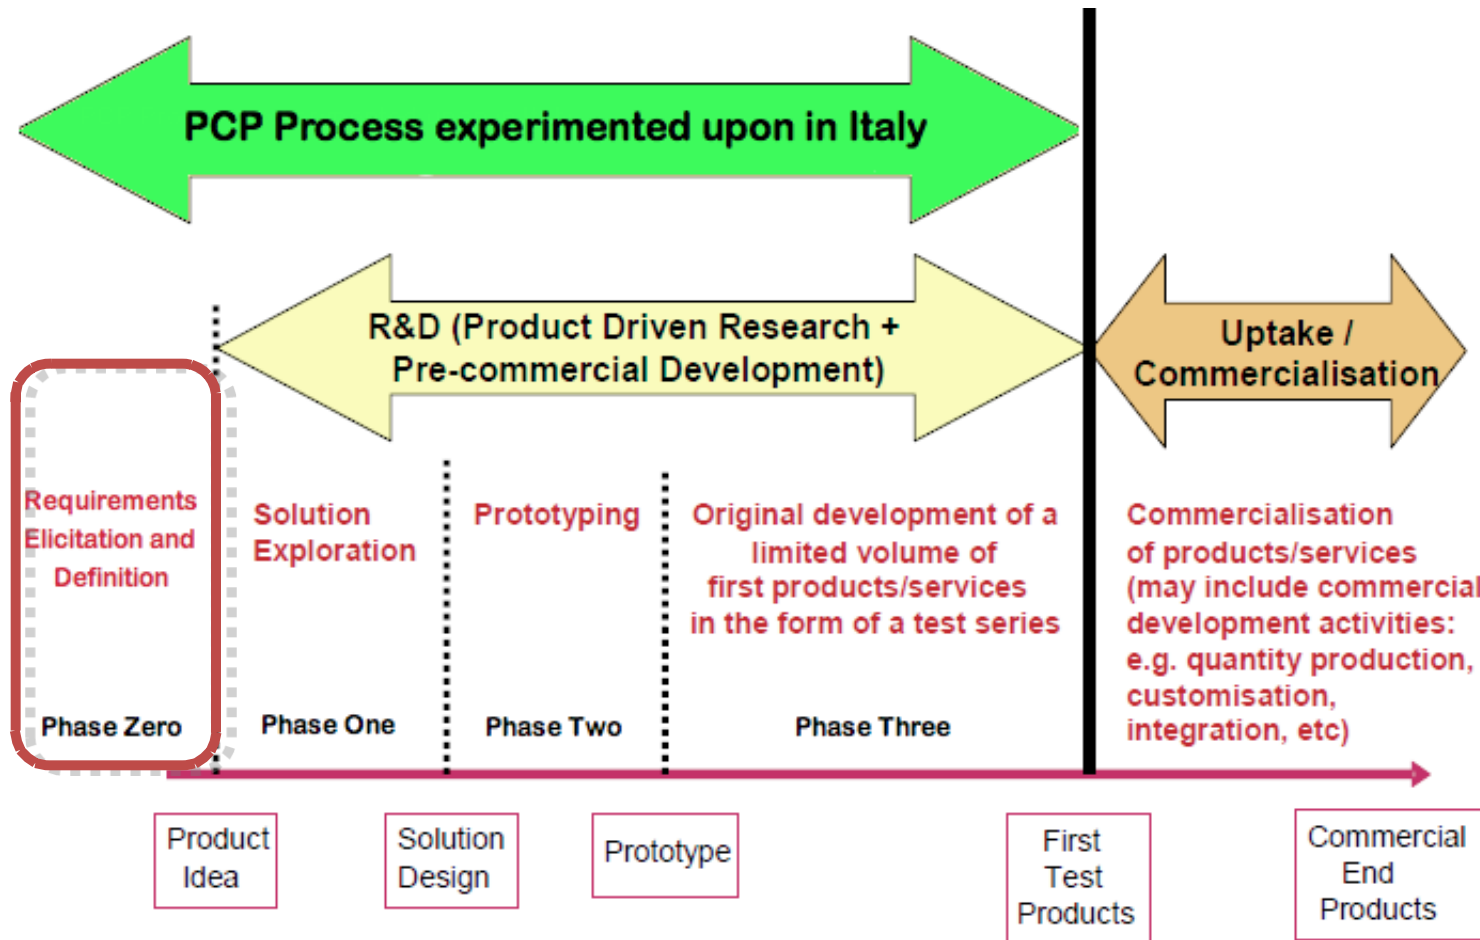 PCP Process experimented upon in Italy
R&D (Product Driven Research +
Pre-commercial Development)
Uptake /
Commercialisation
Requirements
Elicitation and
Definition
Phase Zero
Solution
Exploration
Phase One
Prototyping
Phase Two
Original development of a
limited volume of
first products/services
in the form of a test series
Phase Three
Commercialisation
of products/services
(may include commercial
development activities:
e.g. quantity production,
customisation,
integration, etc)
Product
Idea
Solution
Design
Prototype
First
Test
Products
Commercial
End
Products